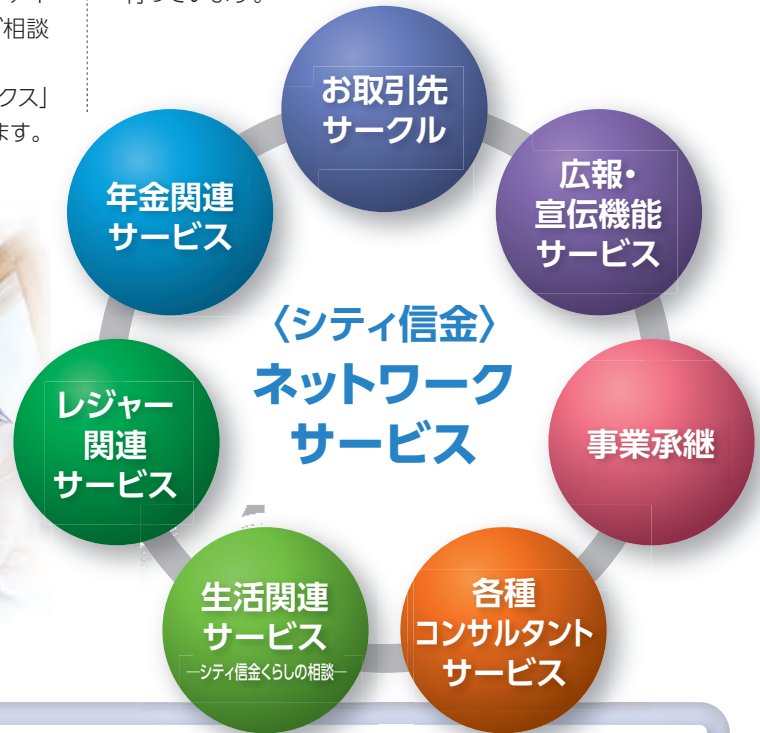 相談
クス」
ます。
お取引先
サークル
広報・
宣伝機能
サービス
年金関連
サービス
〈シティ信金〉
ネットワーク
サービス
レジャー
関連
サービス
事業承継
生活関連
サービス
―シティ信金くらしの相談―
各種
コンサルタント
サービス